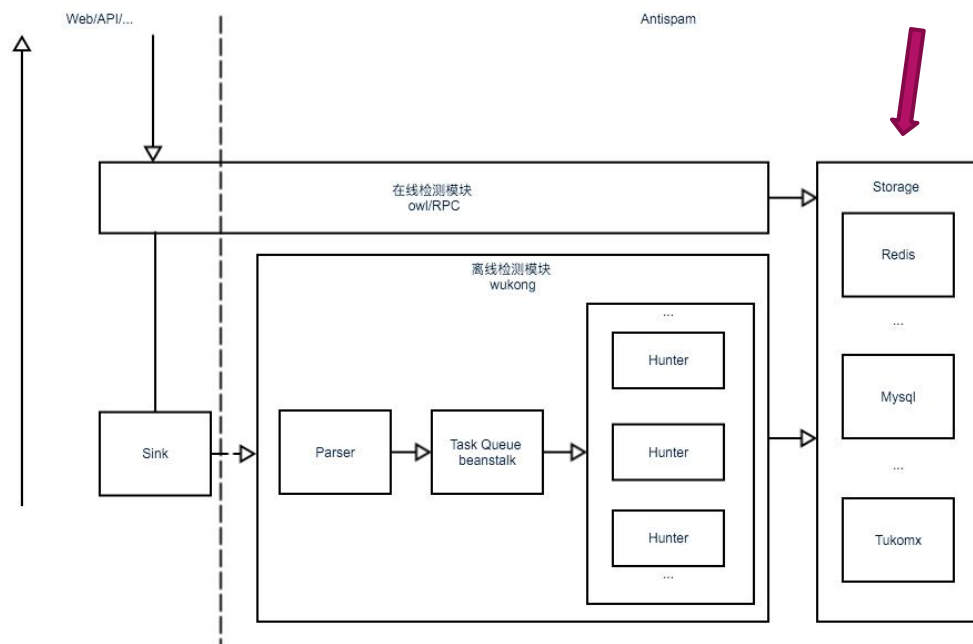 Web/API/...
Antispam
在线检测模块
owl/RPC
Storage
Redis
...
Mysql
...
Tukomx
离线检测模块
wukong
...
Hunter
Hunter
Hunter
...
Sink
Parser
Task Queue
beanstalk